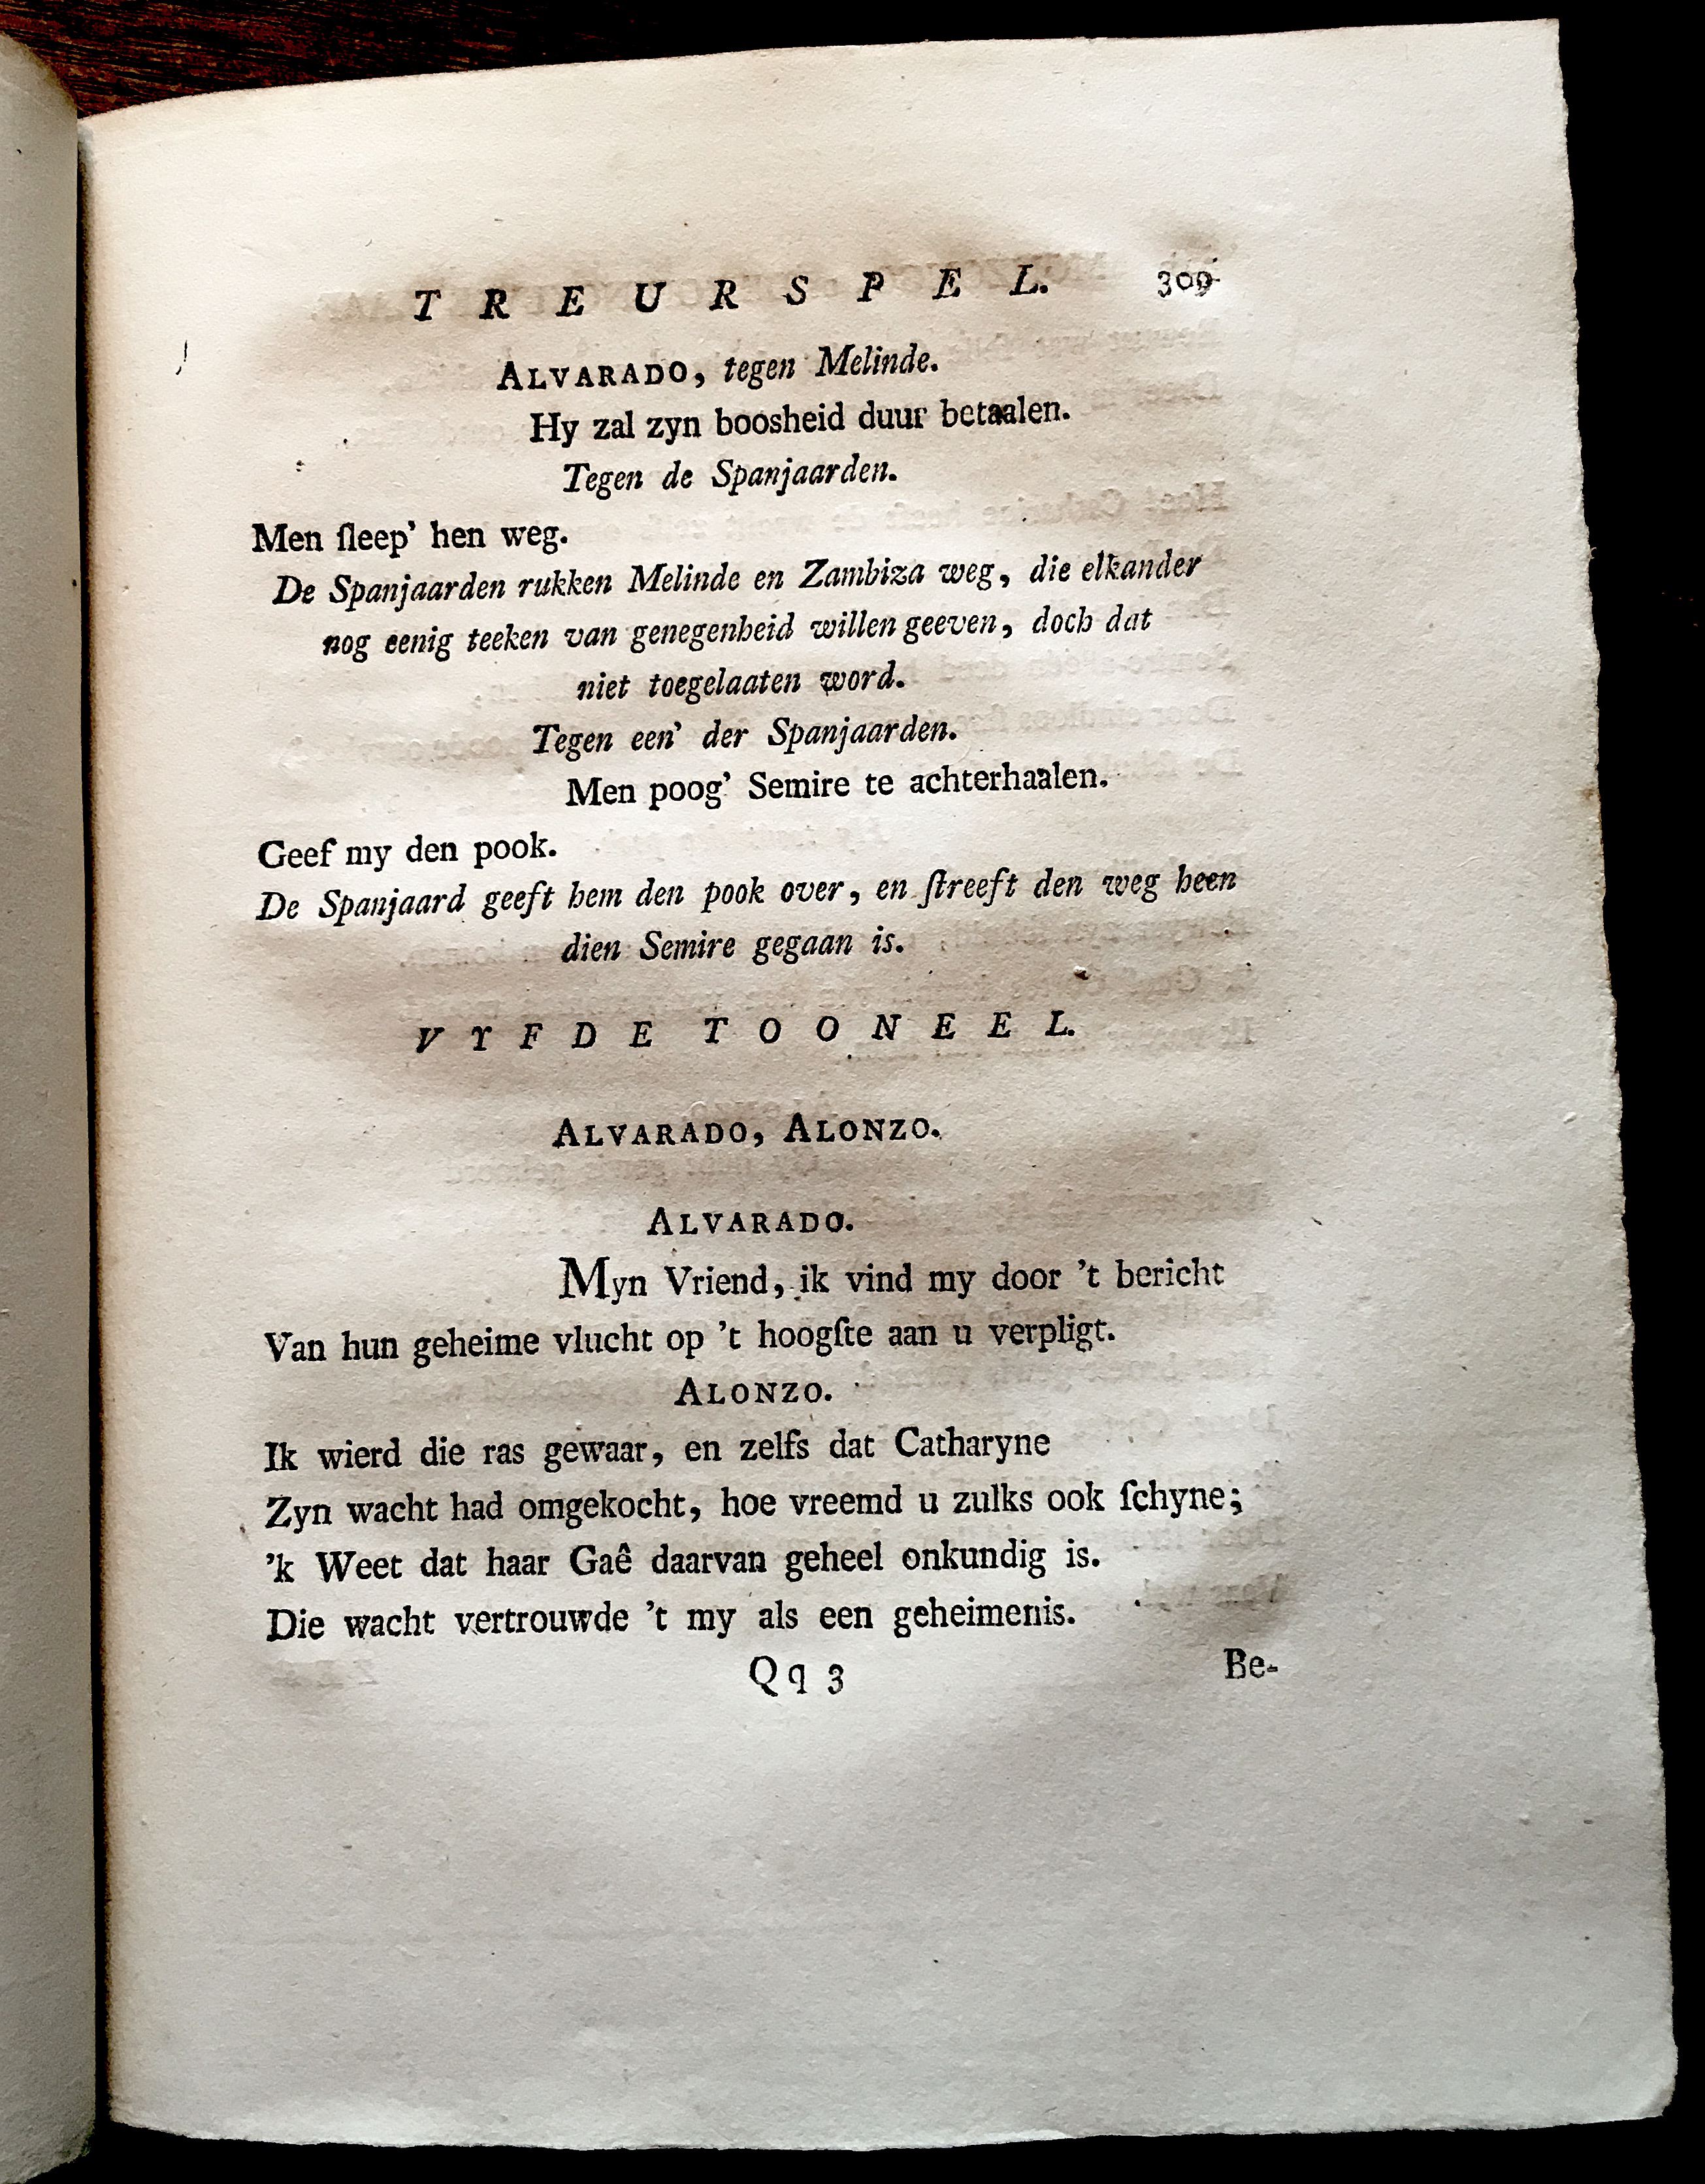 TREURSPEL. 309
ALVARADO, tegen Melinde.
Hy zal zyn boosheid duur betaalen.
Tegen de Spanjaarden.
Men ſleep' hen weg.
De Spanjaarden rukken Melinde en Zambiza weg, die elkander
nog eenig teeken van genegenheid willen geeven, doch dat
niet toegelaaten word.
Tegen een' der Spanjaarden.
Men poog' Semire te achterhaalen.
Geef my den pook.
De Spanjaard geeft hem den pook over, en ſtreeft den weg heen
dien Semire gegaan is.
VYFDE TOONEEL.
ALVARADO, ALONZO.
ALVARADO.
Myn Vriend, ik vind my door 't bericht
Van hun geheime vlucht op 't hoogſte aan u verpligt.
ALONZO.
Ik wierd die ras gewaar, en zelfs dat Catharyne
Zyn wacht had omgekocht, hoe vreemd u zulks ook ſchyne;
'k Weet dat haar Gaê daarvan geheel onkundig is.
Die wacht vertrouwde 't my als een geheimenis.
Qq 3 Be-